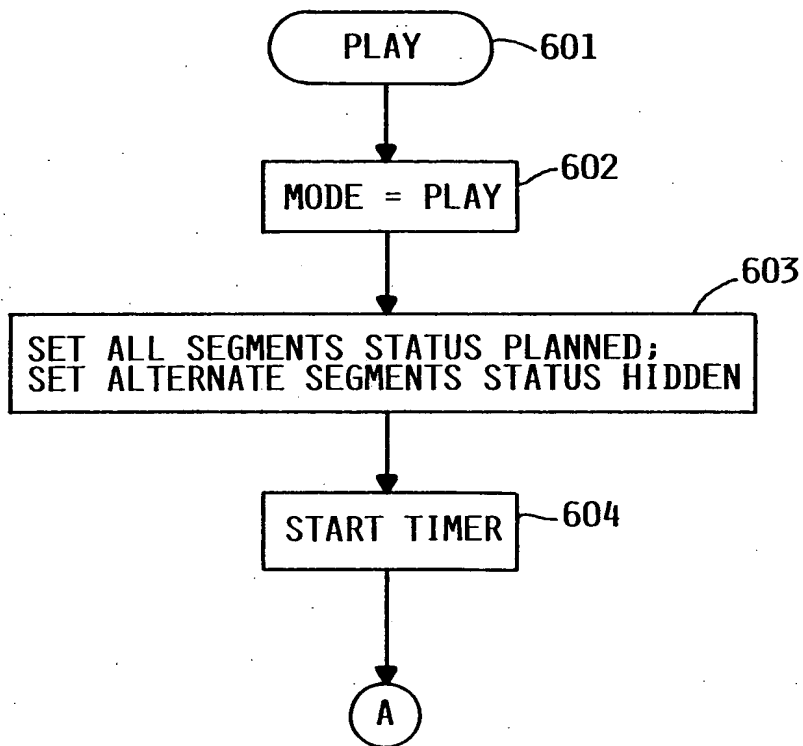 PLAY
601
MODE = PLAY
602
603
SET ALL SEGMENTS STATUS PLANNED;
SET ALTERNATE SEGMENTS STATUS HIDDEN
START TIMER
604
A